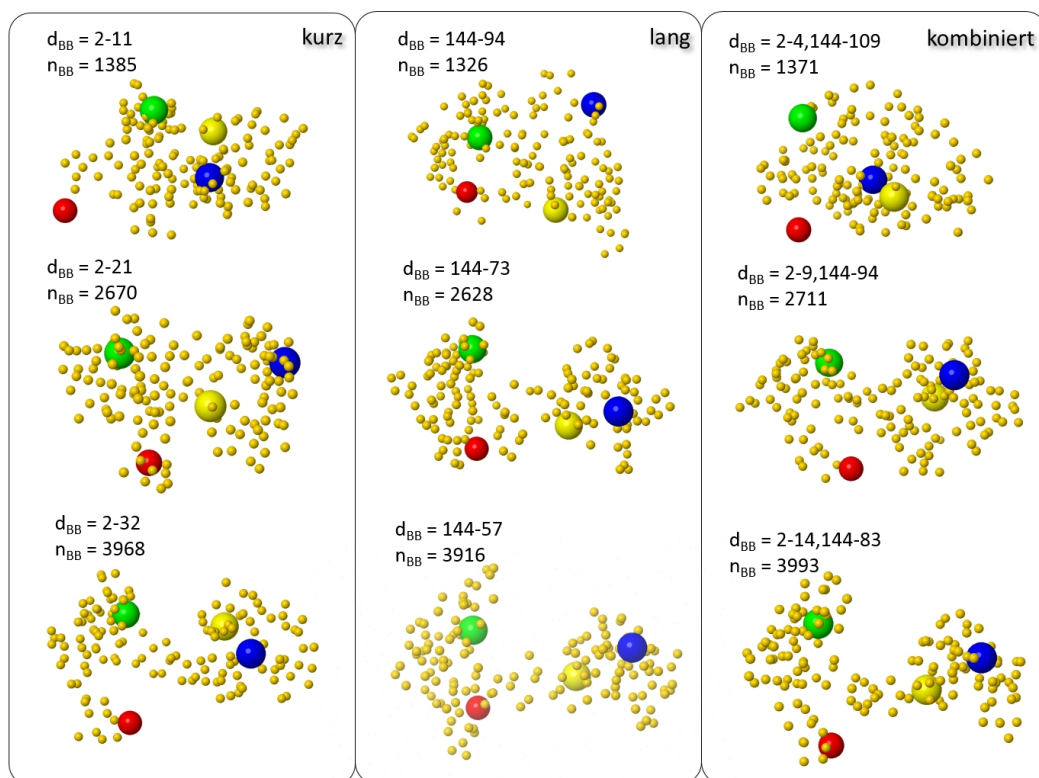 kurz
d_BB = 2-11
n_BB = 1385
d_BB = 2-21
n_BB = 2670
d_BB = 2-32
n_BB = 3968
lang
d_BB = 144-94
n_BB = 1326
d_BB = 144-73
n_BB = 2628
d_BB = 144-57
n_BB = 3916
kombiniert
d_BB = 2-4,144-109
n_BB = 1371
d_BB = 2-9,144-94
n_BB = 2711
d_BB = 2-14,144-83
n_BB = 3993